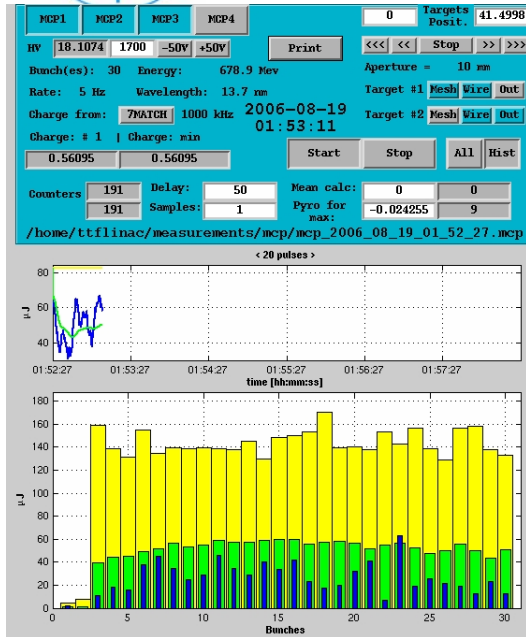 MCP1 MCP2 MCP3 MCP4 0 Targets Posit. 41.4998
HV 18.1074 1700 -50V +50V Print <<< << Stop >> >>>
Bunch(es): 30 Energy: 678.9 Mev Aperture = 10 mm
Rate: 5 Hz Wavelength: 13.7 nm Target #1 Mesh Wire Out
Charge from: 7MATCH 1000 kHz 2006-08-19 Target #2 Mesh Wire Out
01:53:11
Charge: # 1 | Charge: min
0.56095 0.56095 Start Stop All Hist
Counters 191 Delay: 50 Mean calc: 0 0
191 Samples: 1 Pyro for max: -0.024255 9
/home/ttflinac/measurements/mcp/mcp_2006_08_19_01_52_27.mcp
< 20 pulses >
80
60
40
μJ
01:52:27 01:53:27 01:54:27 01:55:27 01:56:27 01:57:27
time [hh:mm:ss]
180
160
140
120
100
80
60
40
20
0
μJ
0 5 10 15 20 25 30
Bunches